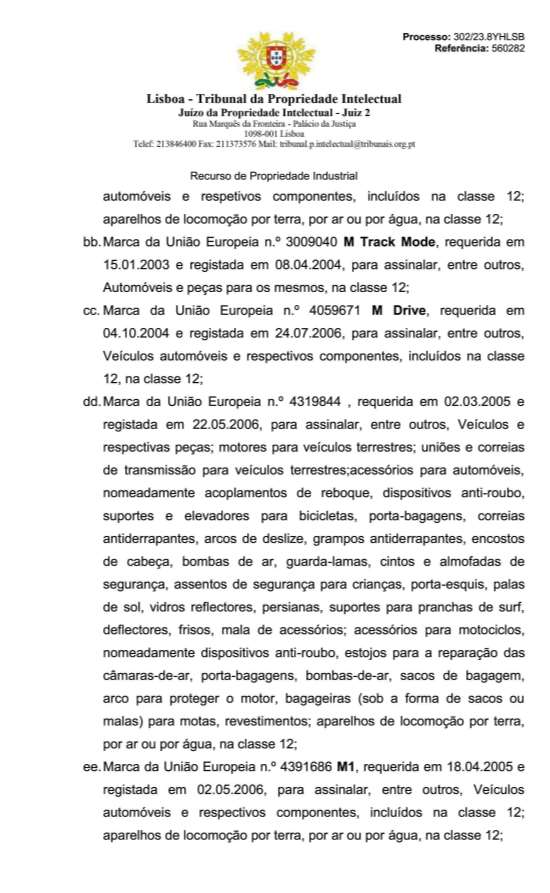 Processo: 302/23.8YHLSB
Referência: 560282
Lisboa - Tribunal da Propriedade Intelectual
Juízo da Propriedade Intelectual - Juiz 2
Rua Marquês da Fronteira - Palácio da Justiça
1098-001 Lisboa
Telef: 213846400 Fax: 211373576 Mail: tribunal.p.intelectual@tribunais.org.pt
Recurso de Propriedade Industrial
automóveis e respetivos componentes, incluídos na classe 12;
aparelhos de locomoção por terra, por ar ou por água, na classe 12;
bb. Marca da União Europeia n.º 3009040 M Track Mode, requerida em
15.01.2003 e registada em 08.04.2004, para assinalar, entre outros,
Automóveis e peças para os mesmos, na classe 12;
cc. Marca da União Europeia n.º 4059671 M Drive, requerida em
04.10.2004 e registada em 24.07.2006, para assinalar, entre outros,
Veículos automóveis e respectivos componentes, incluídos na classe
12, na classe 12;
dd. Marca da União Europeia n.º 4319844 , requerida em 02.03.2005 e
registada em 22.05.2006, para assinalar, entre outros, Veículos e
respectivas peças; motores para veículos terrestres; uniões e correias
de transmissão para veículos terrestres;acessórios para automóveis,
nomeadamente acoplamentos de reboque, dispositivos anti-roubo,
suportes e elevadores para bicicletas, porta-bagagens, correias
antiderrapantes, arcos de deslize, grampos antiderrapantes, encostos
de cabeça, bombas de ar, guarda-lamas, cintos e almofadas de
segurança, assentos de segurança para crianças, porta-esquis, palas
de sol, vidros reflectores, persianas, suportes para pranchas de surf,
deflectores, frisos, mala de acessórios; acessórios para motociclos,
nomeadamente dispositivos anti-roubo, estojos para a reparação das
câmaras-de-ar, porta-bagagens, bombas-de-ar, sacos de bagagem,
arco para proteger o motor, bagageiras (sob a forma de sacos ou
malas) para motas, revestimentos; aparelhos de locomoção por terra,
por ar ou por água, na classe 12;
ee. Marca da União Europeia n.º 4391686 M1, requerida em 18.04.2005 e
registada em 02.05.2006, para assinalar, entre outros, Veículos
automóveis e respectivos componentes, incluídos na classe 12;
aparelhos de locomoção por terra, por ar ou por água, na classe 12;